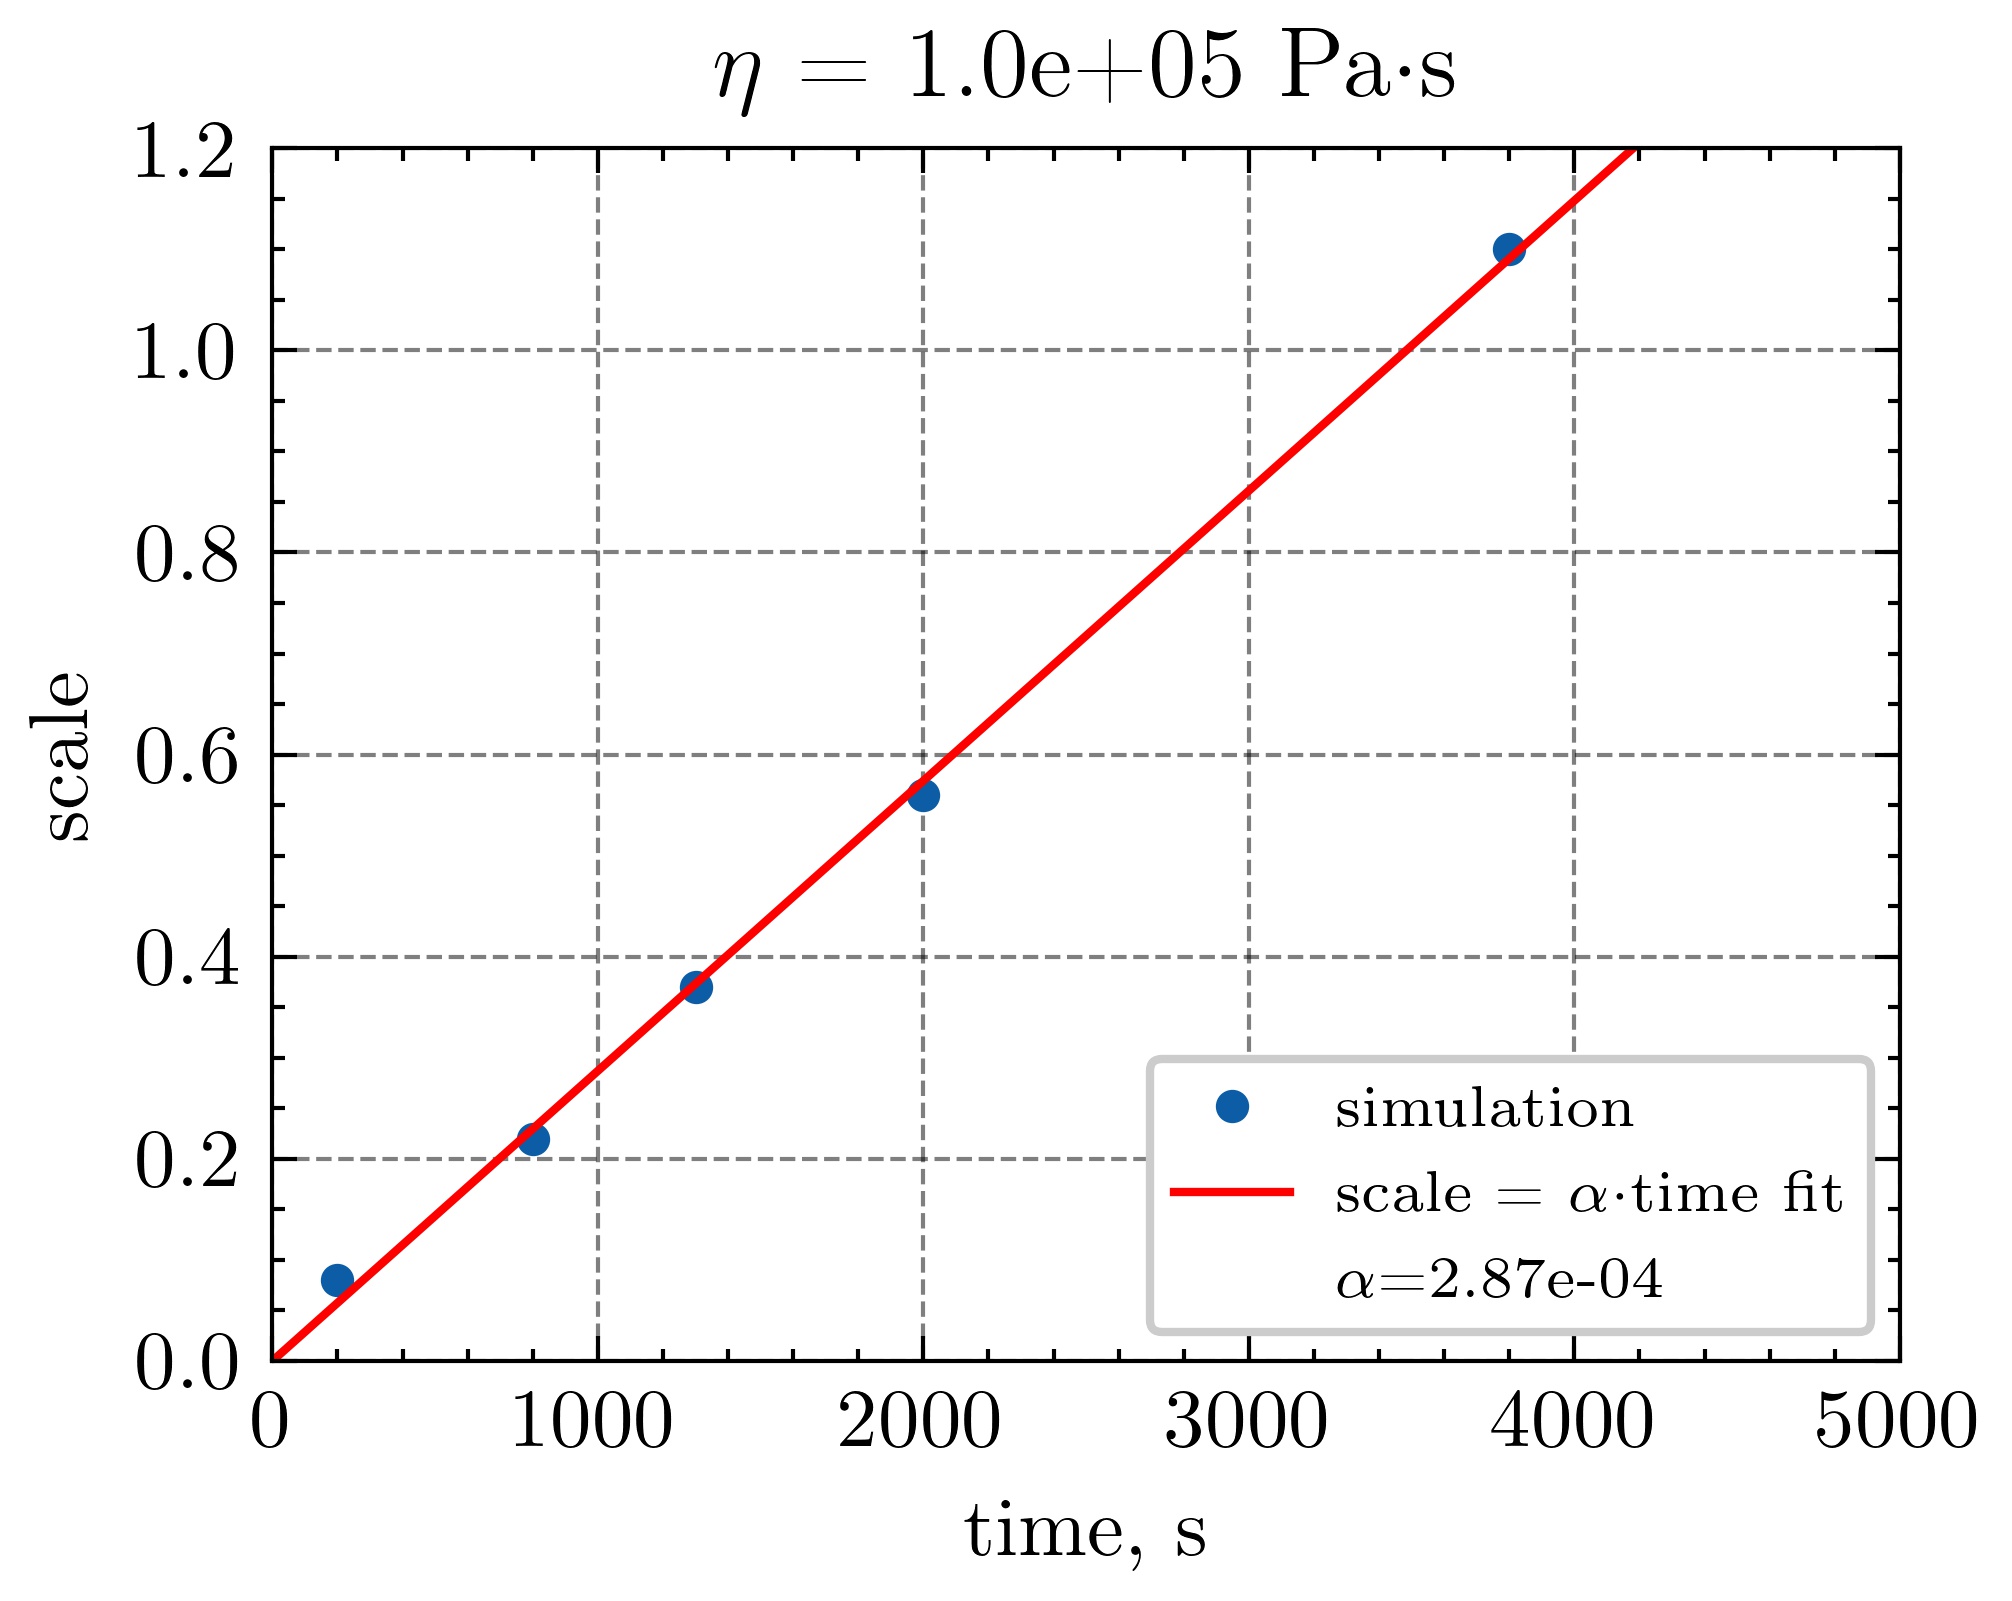 η = 1.0e+05 Pa·s
1.2
1.0
0.8
0.6
0.4
0.2
0.0
scale
simulation
scale = α·time fit
α=2.87e-04
0 1000 2000 3000 4000 5000
time, s